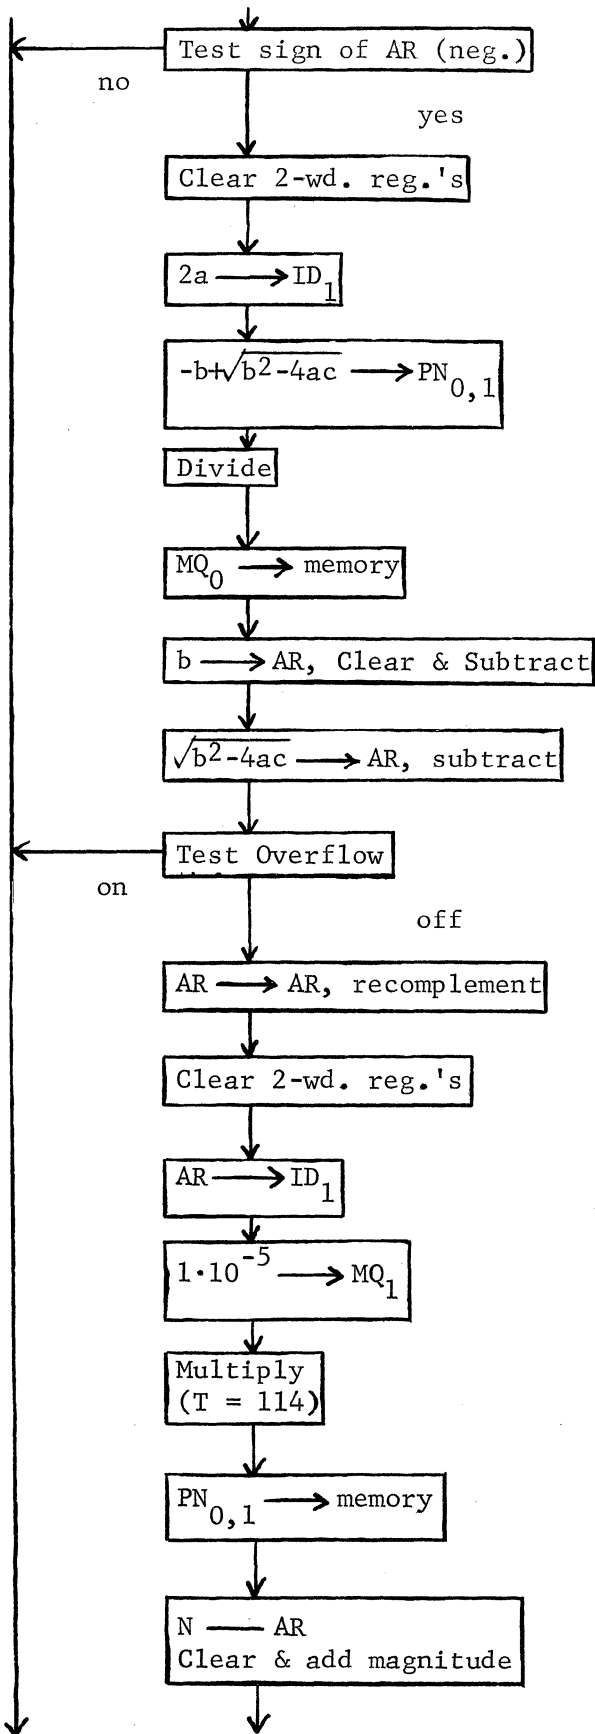 Test sign of AR (neg.)
no
yes
Clear 2-wd. reg.'s
2a ⟶ ID₁
-b+√b²-4ac ⟶ PN₀,₁
Divide
MQ₀ ⟶ memory
b ⟶ AR, Clear & Subtract
√b²-4ac ⟶ AR, subtract
Test Overflow
on
off
AR ⟶ AR, recomplement
Clear 2-wd. reg.'s
AR ⟶ ID₁
1·10⁻⁵ ⟶ MQ₁
Multiply
(T = 114)
PN₀,₁ ⟶ memory
N — AR
Clear & add magnitude